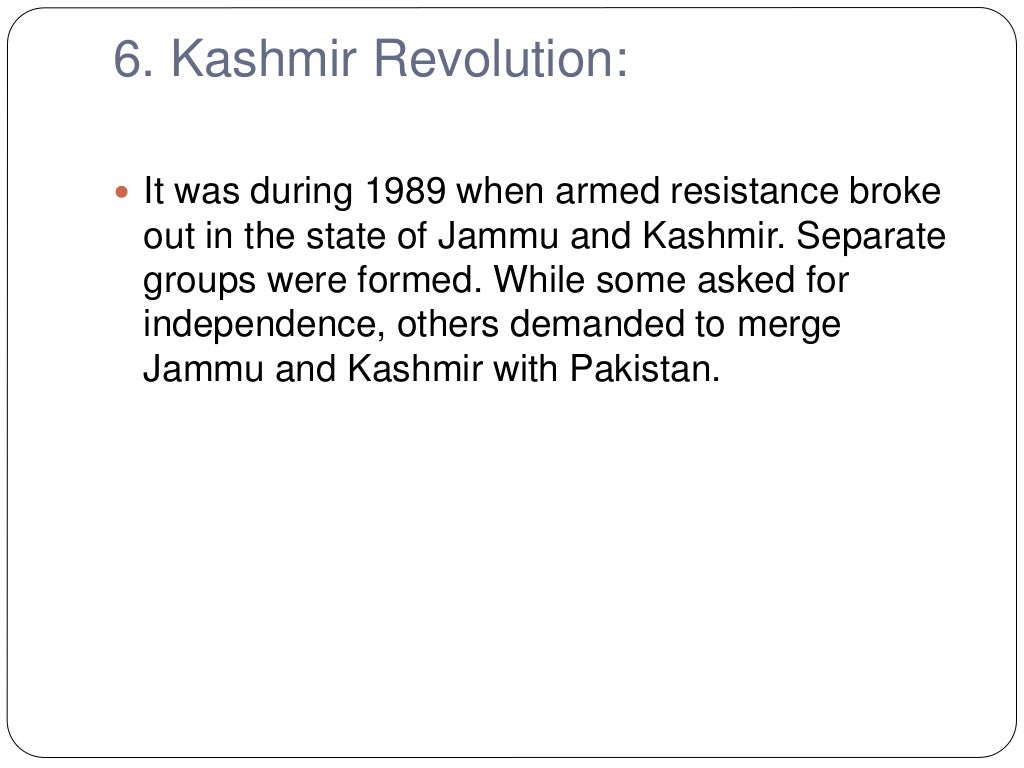 6. Kashmir Revolution:
• It was during 1989 when armed resistance broke
out in the state of Jammu and Kashmir. Separate
groups were formed. While some asked for
independence, others demanded to merge
Jammu and Kashmir with Pakistan.